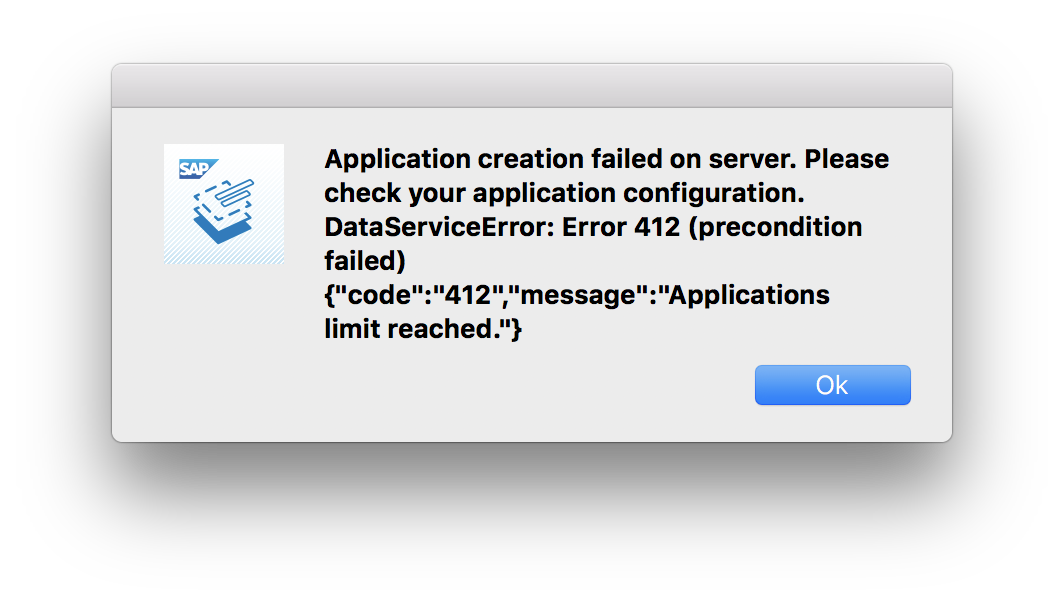 SAP
Application creation failed on server. Please
check your application configuration.
DataServiceError: Error 412 (precondition
failed)
{"code":"412","message":"Applications
limit reached."}
Ok